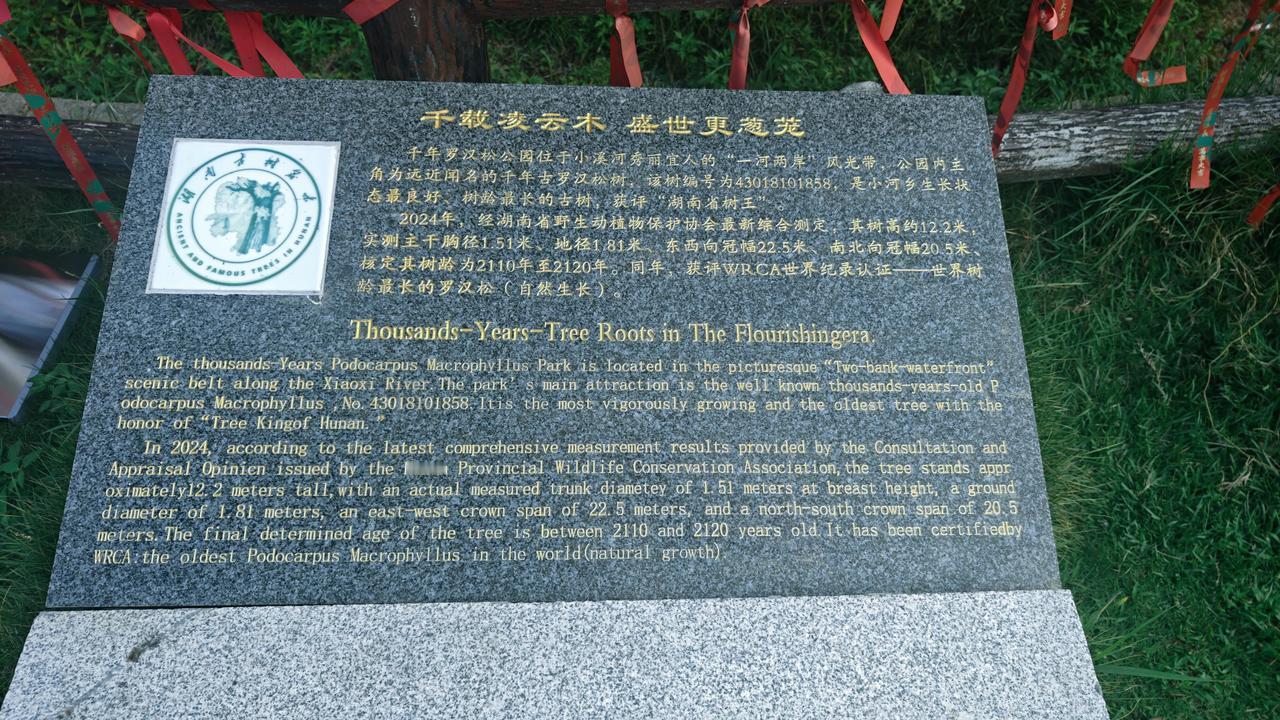 千载凌云木 盛世更葱茏
湖南古树名木
ANCIENT AND FAMOUS TREES IN HUNAN
千年罗汉松公园位于小溪河秀丽宜人的“一河两岸”风光带，公园内主
角为远近闻名的千年古罗汉松树，该树编号为43018101858，是小河乡生长状
态最良好、树龄最长的古树，获评“湖南省树王”。
2024年，经湖南省野生动植物保护协会最新综合测定，其树高约12.2米，
实测主干胸径1.51米、地径1.81米。东西向冠幅22.5米、南北向冠幅20.5米，
核定其树龄为2110年至2120年。同年，获评WRCA世界纪录认证——世界树
龄最长的罗汉松（自然生长）。
Thousands-Years-Tree Roots in The Flourishingera.
The thousands-Years Podocarpus Macrophyllus Park is located in the picturesque “Two-bank-waterfront”
scenic belt along the Xiaoxi River.The park’s main attraction is the well known thousands-years-old P
odocarpus Macrophyllus ,No.43018101858.Itis the most vigorously growing and the oldest tree with the
honor of “Tree Kingof Hunan.”
In 2024, according to the latest comprehensive measurement results provided by the Consultation and
Appraisal Opinien issued by the Provincial Wildlife Conservation Association,the tree stands appr
oximately12.2 meters tall,with an actual measured trunk diametey of 1.51 meters at breast height, a ground
diameter of 1.81 meters, an east-west crown span of 22.5 meters, and a north-south crown span of 20.5
meters.The final determined age of the tree is between 2110 and 2120 years old.It has been certifiedby
WRCA:the oldest Podocarpus Macrophyllus in the world(natural growth)